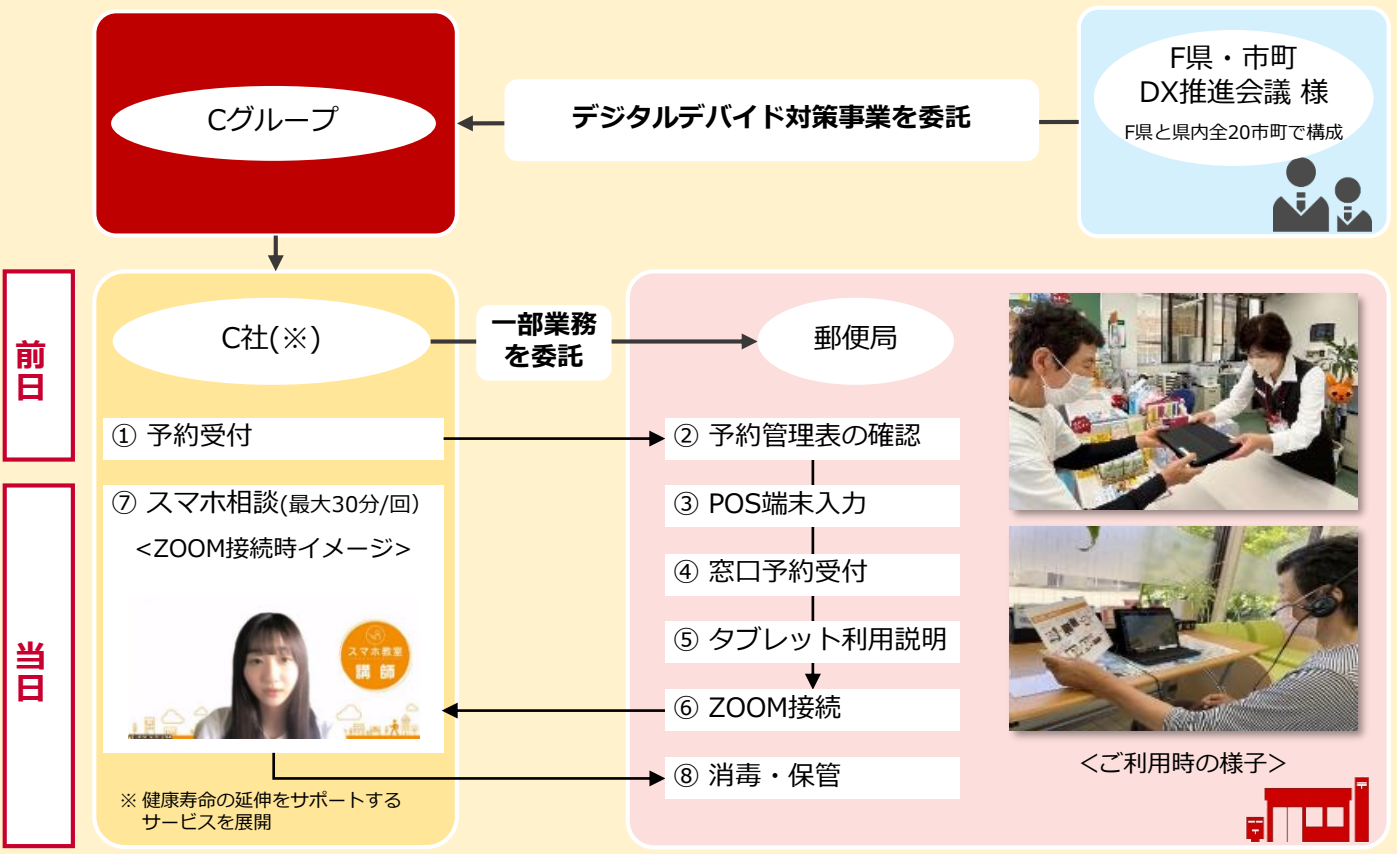 Cグループ
デジタルデバイド対策事業を委託
F県・市町
DX推進会議 様
F県と県内全20市町で構成
前日
C社(※)
一部業務
を委託
郵便局
① 予約受付
② 予約管理表の確認
当日
⑦ スマホ相談(最大30分/回)
<ZOOM接続時イメージ>
スマホ教室
講師
③ POS端末入力
④ 窓口予約受付
⑤ タブレット利用説明
⑥ ZOOM接続
⑧ 消毒・保管
※ 健康寿命の延伸をサポートする
サービスを展開
<ご利用時の様子>